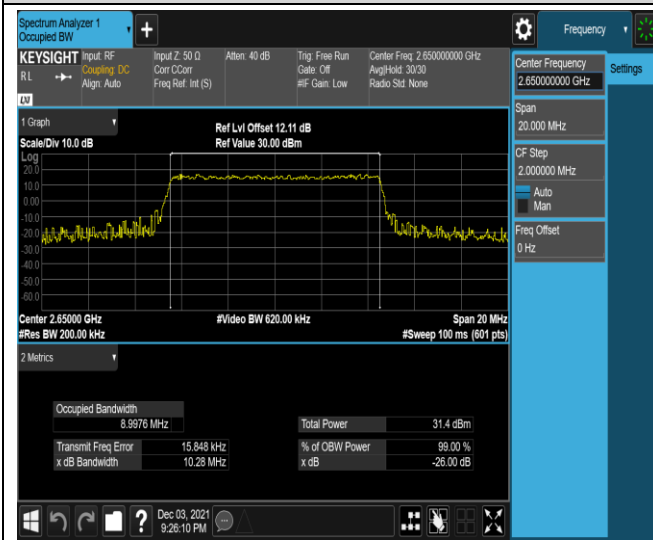 Spectrum Analyzer 1
Occupied BW
+
Frequency
KEYSIGHT Input: RF Input Z: 50 Ω Atten: 40 dB Trig: Free Run Center Freq: 2.650000000 GHz
RL Coupling: DC Corr CCorr Gate: Off Avg|Hold: 30/30
Align: Auto Freq Ref: Int (S) #IF Gain: Low Radio Std: None
LXI
Center Frequency
2.650000000 GHz
Settings
Span
20.000 MHz
CF Step
2.000000 MHz
Auto
Man
Freq Offset
0 Hz
1 Graph
Ref Lvl Offset 12.11 dB
Scale/Div 10.0 dB Ref Value 30.00 dBm
Log
20.0
10.0
0.00
-10.0
-20.0
-30.0
-40.0
-50.0
-60.0
Center 2.65000 GHz #Video BW 620.00 kHz Span 20 MHz
#Res BW 200.00 kHz #Sweep 100 ms (601 pts)
2 Metrics
Occupied Bandwidth
8.9976 MHz
Total Power 31.4 dBm
Transmit Freq Error 15.848 kHz % of OBW Power 99.00 %
x dB Bandwidth 10.28 MHz x dB -26.00 dB
?
Dec 03, 2021
9:26:10 PM